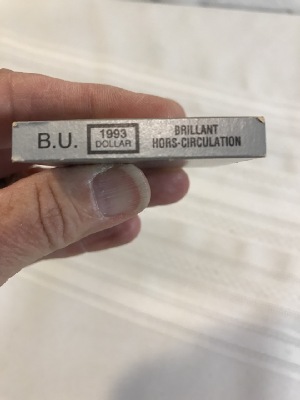 B.U.
1993
DOLLAR
BRILLANT
HORS-CIRCULATION